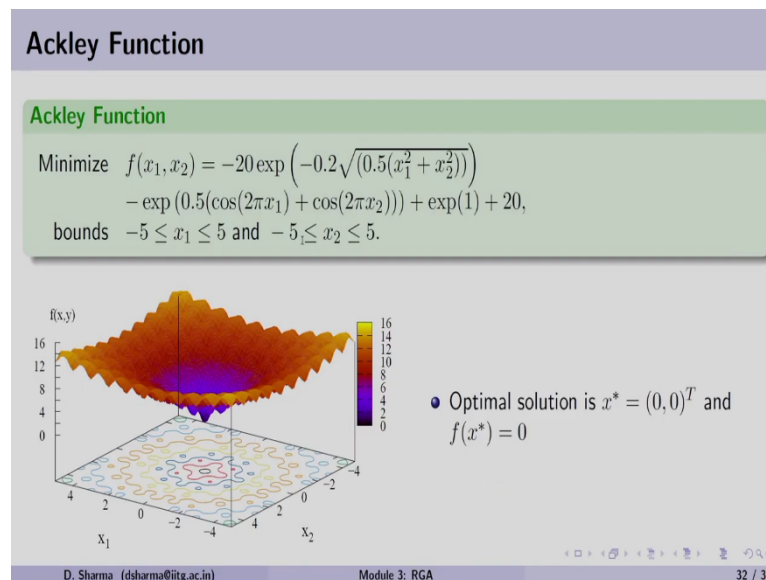 Ackley Function
Ackley Function
Minimize f(x₁, x₂) = −20 exp (−0.2√((0.5(x₁² + x₂²))))
− exp (0.5(cos(2πx₁) + cos(2πx₂))) + exp(1) + 20,
bounds −5 ≤ x₁ ≤ 5 and − 5 ≤ x₂ ≤ 5.
f(x,y)
16
12
8
4
0
16
14
12
10
8
6
4
2
0
4
2
0
-2
-4
x₁
4
2
0
-2
-4
x₂
Optimal solution is x* = (0, 0)ᵀ and
f(x*) = 0
D. Sharma (dsharma@iitg.ac.in) Module 3: RGA 32 / 3